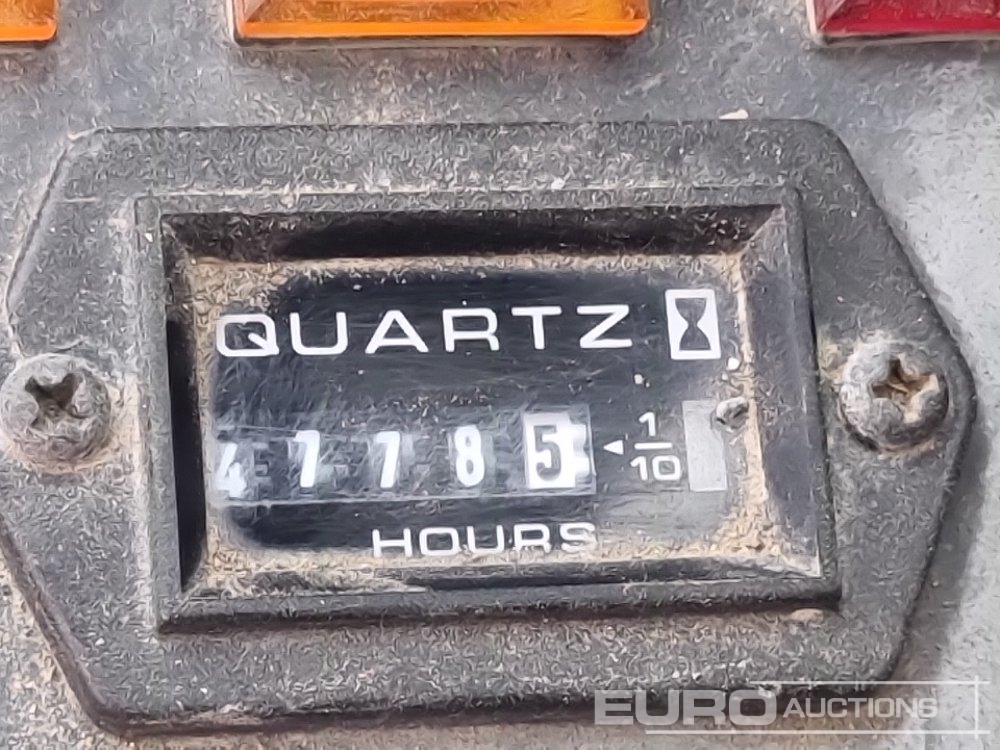 QUARTZ
47785 1/10
HOURS
EURO AUCTIONS